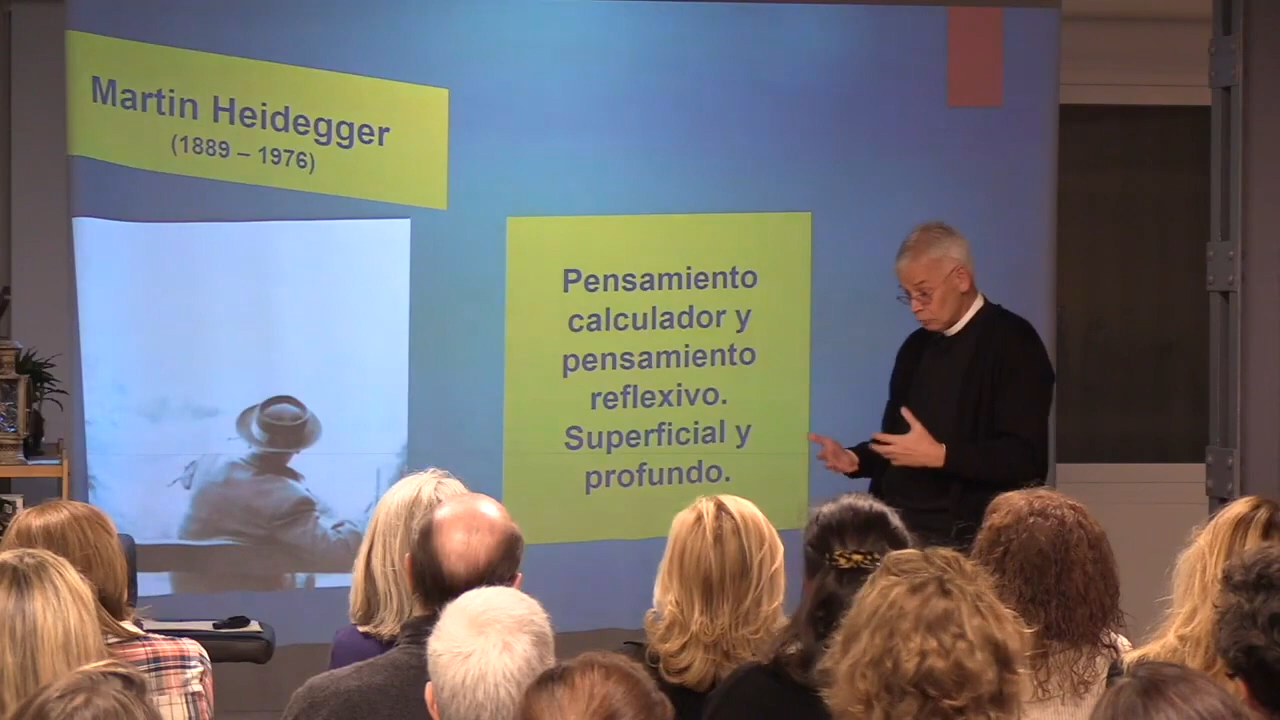 Martin Heidegger
(1889 – 1976)
Pensamiento
calculador y
pensamiento
reflexivo.
Superficial y
profundo.